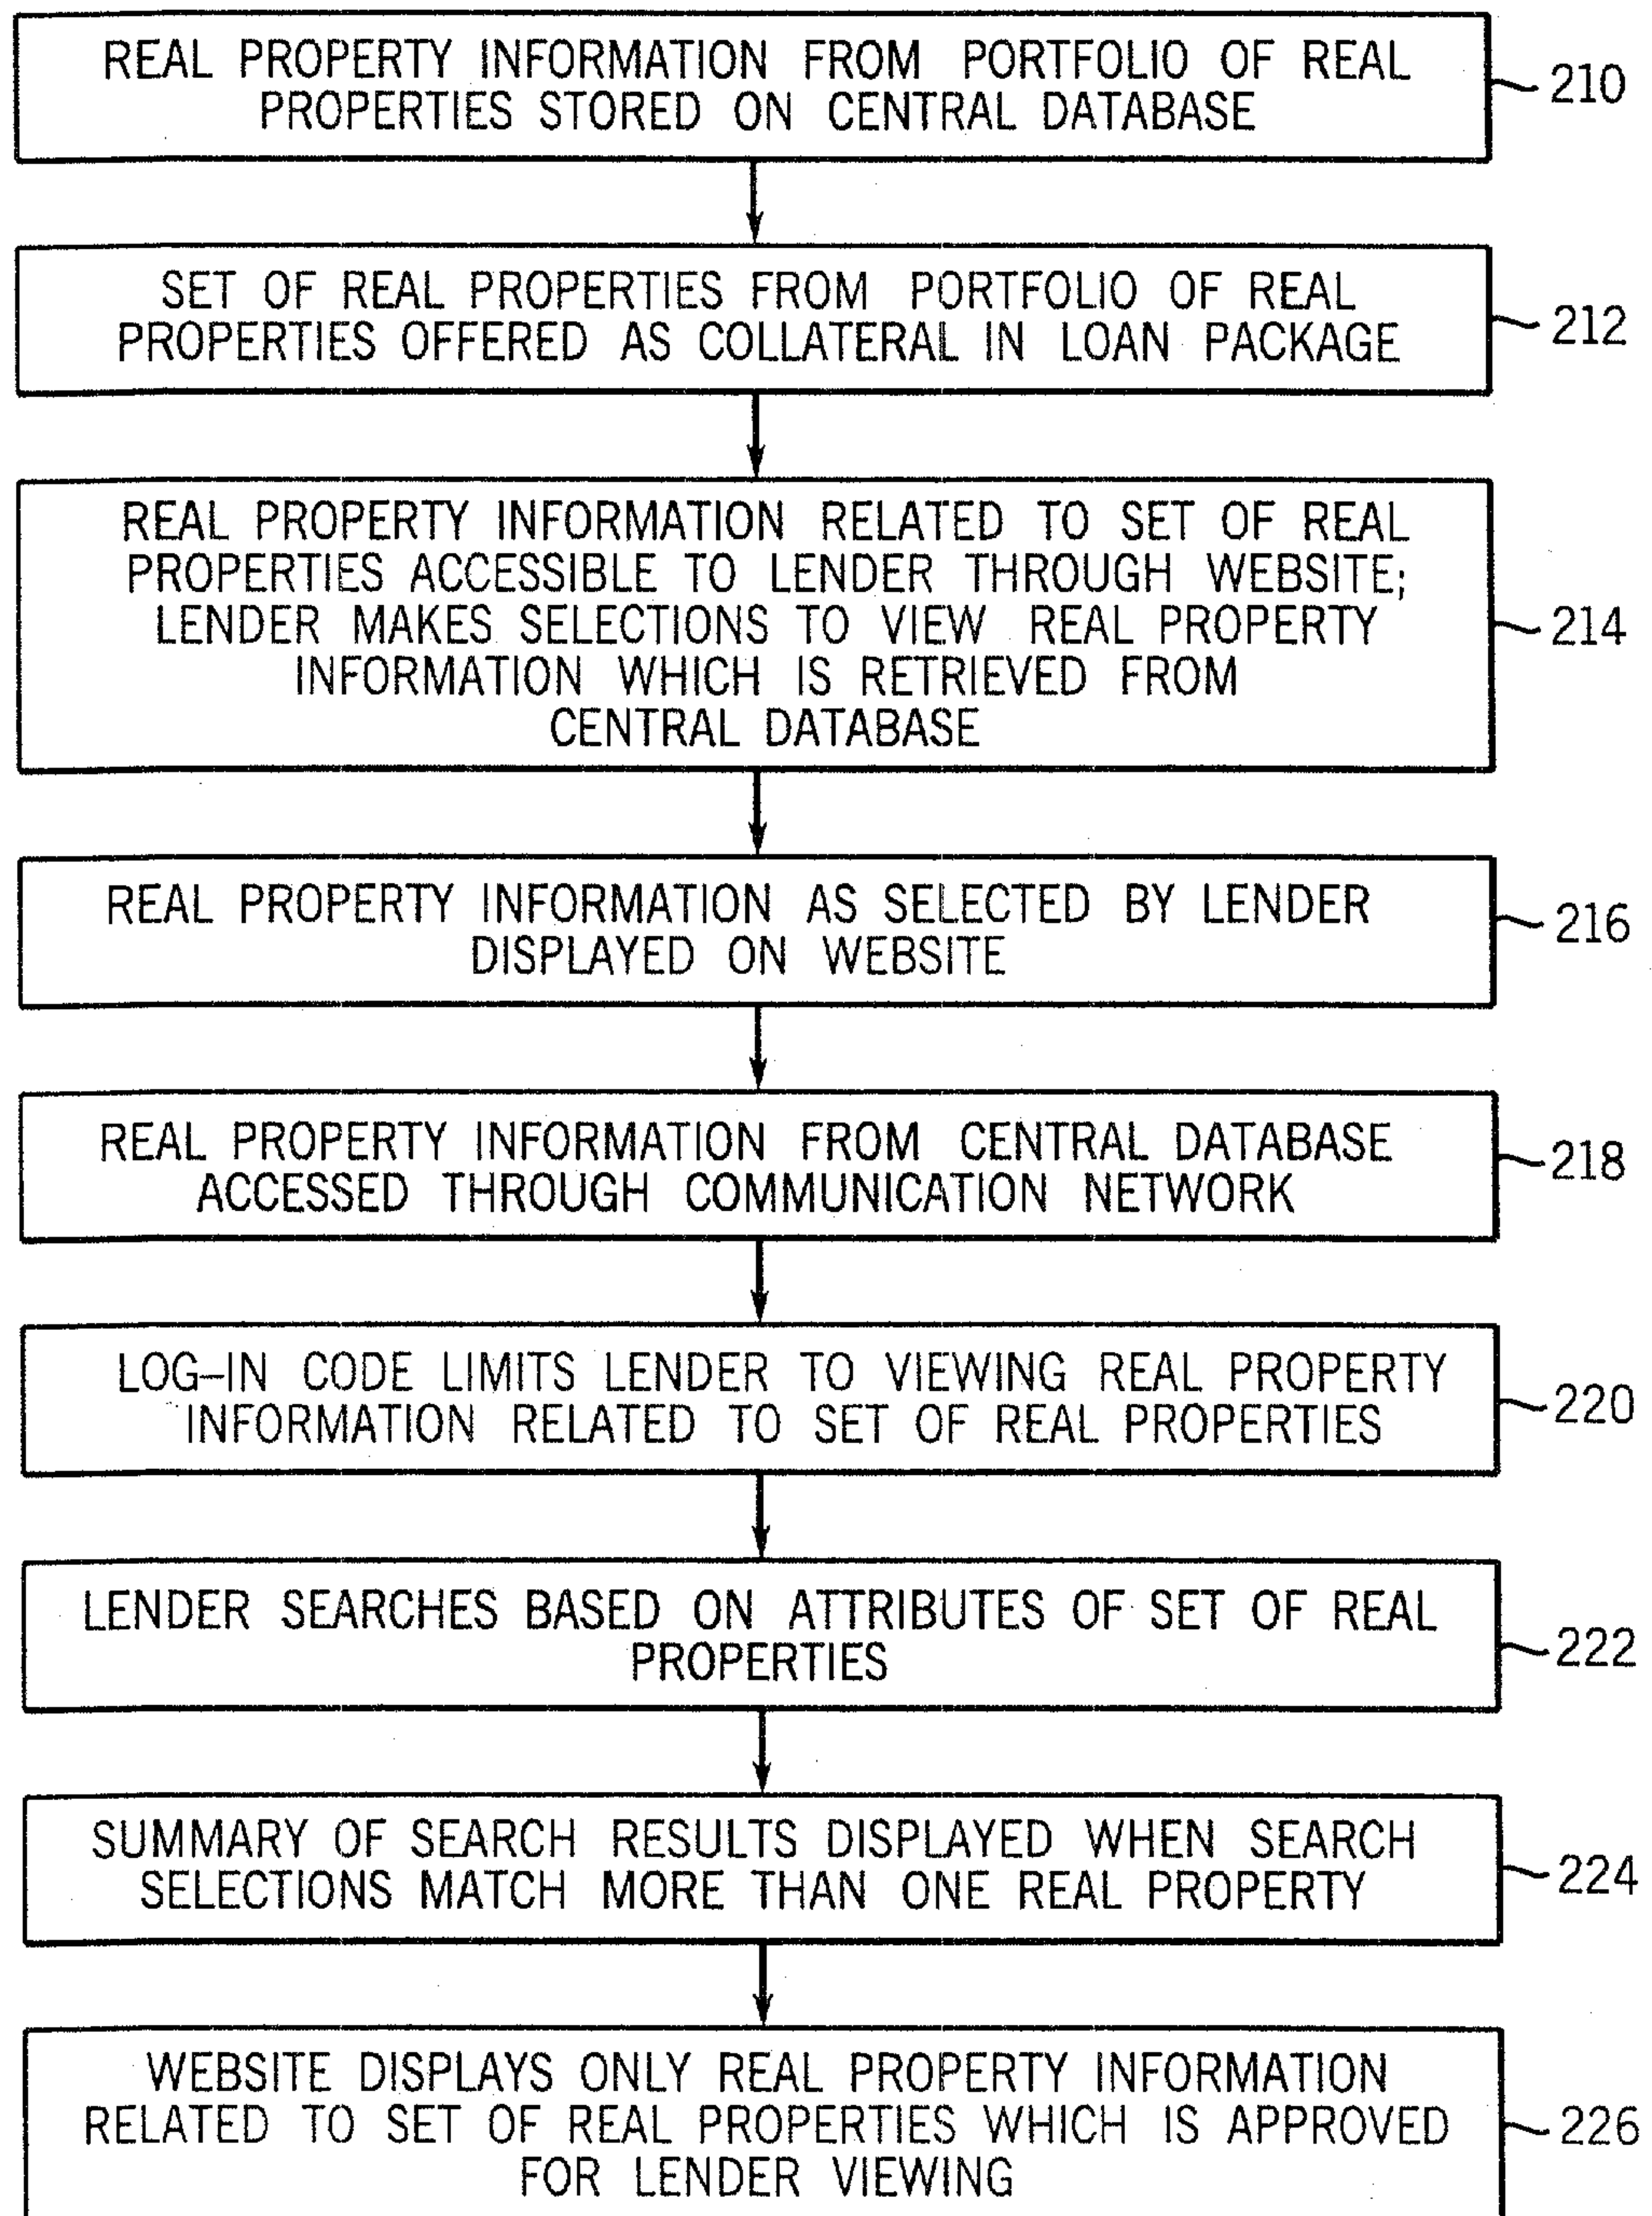 REAL PROPERTY INFORMATION FROM PORTFOLIO OF REAL
PROPERTIES STORED ON CENTRAL DATABASE
210
SET OF REAL PROPERTIES FROM PORTFOLIO OF REAL
PROPERTIES OFFERED AS COLLATERAL IN LOAN PACKAGE
212
REAL PROPERTY INFORMATION RELATED TO SET OF REAL
PROPERTIES ACCESSIBLE TO LENDER THROUGH WEBSITE;
LENDER MAKES SELECTIONS TO VIEW REAL PROPERTY
INFORMATION WHICH IS RETRIEVED FROM
CENTRAL DATABASE
214
REAL PROPERTY INFORMATION AS SELECTED BY LENDER
DISPLAYED ON WEBSITE
216
REAL PROPERTY INFORMATION FROM CENTRAL DATABASE
ACCESSED THROUGH COMMUNICATION NETWORK
218
LOG-IN CODE LIMITS LENDER TO VIEWING REAL PROPERTY
INFORMATION RELATED TO SET OF REAL PROPERTIES
220
LENDER SEARCHES BASED ON ATTRIBUTES OF SET OF REAL
PROPERTIES
222
SUMMARY OF SEARCH RESULTS DISPLAYED WHEN SEARCH
SELECTIONS MATCH MORE THAN ONE REAL PROPERTY
224
WEBSITE DISPLAYS ONLY REAL PROPERTY INFORMATION
RELATED TO SET OF REAL PROPERTIES WHICH IS APPROVED
FOR LENDER VIEWING
226